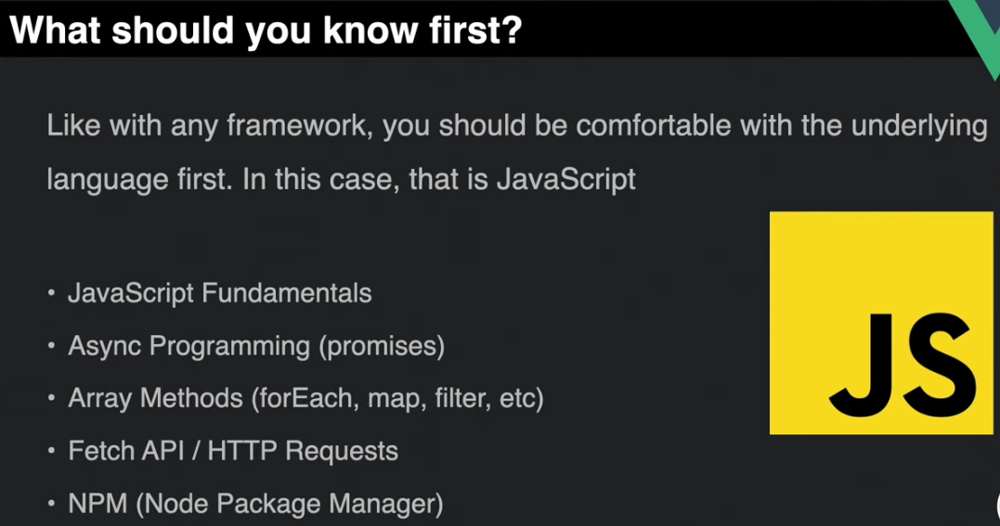 What should you know first?
Like with any framework, you should be comfortable with the underlying
language first. In this case, that is JavaScript
• JavaScript Fundamentals
• Async Programming (promises)
• Array Methods (forEach, map, filter, etc)
• Fetch API / HTTP Requests
• NPM (Node Package Manager)
JS